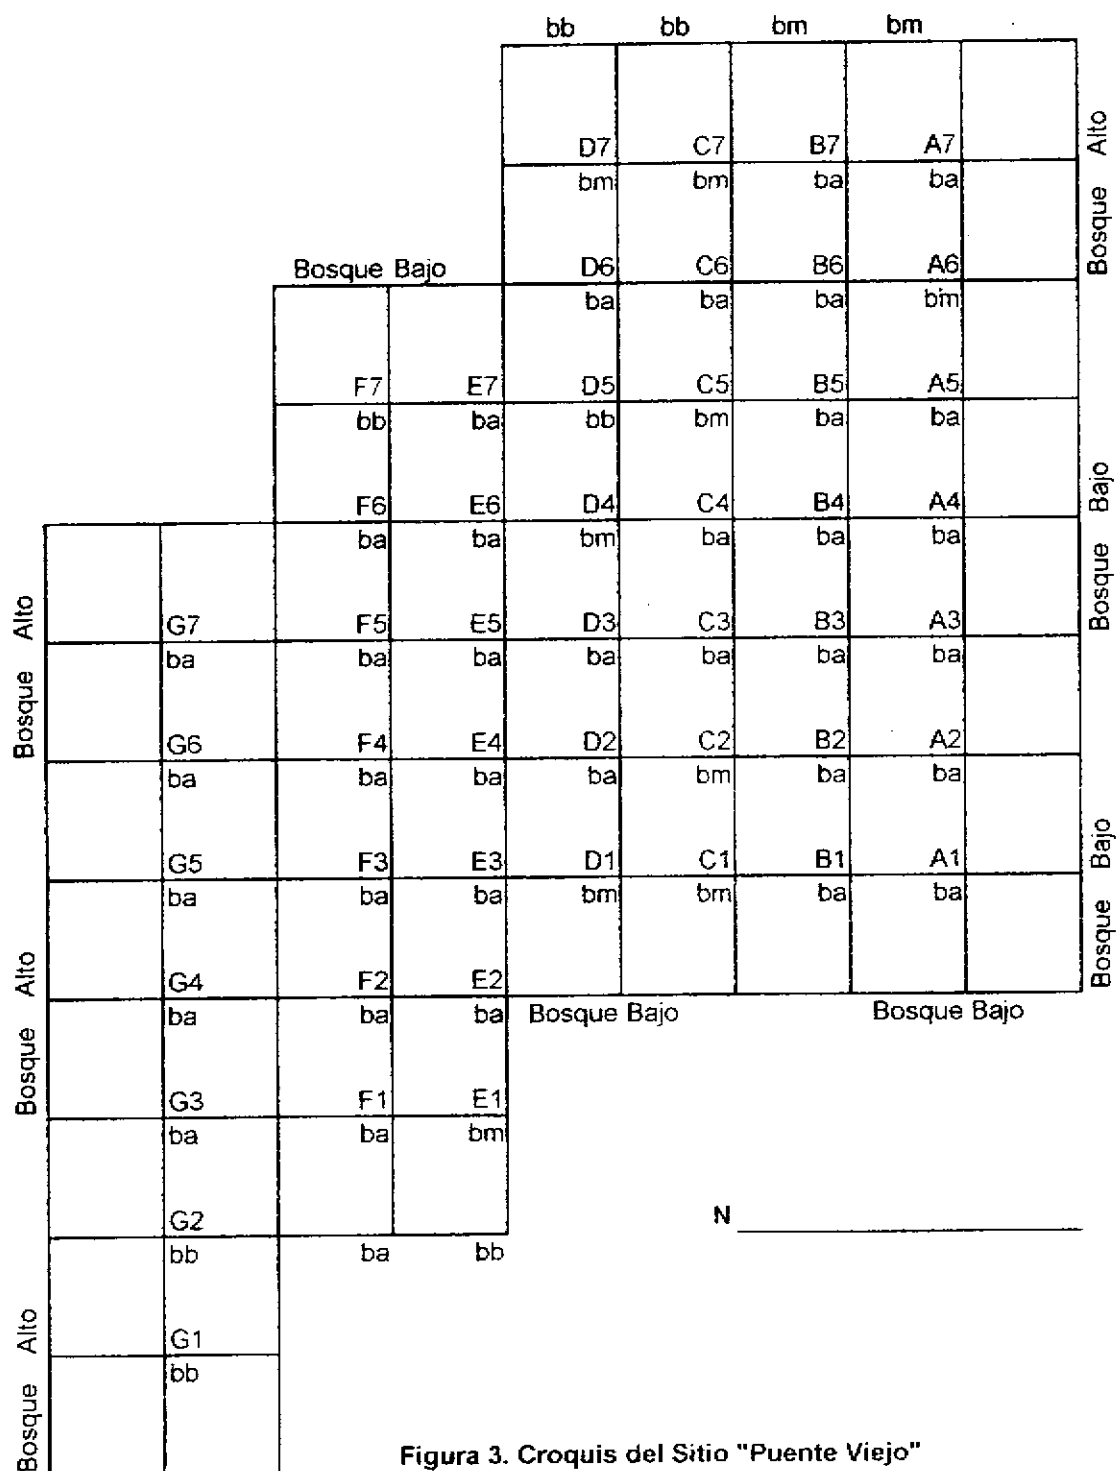 bb bb bm bm
D7 C7 B7 A7
bm bm ba ba
Bosque Alto
Bosque Bajo D6 C6 B6 A6
ba ba ba bm
F7 E7 D5 C5 B5 A5
bb ba bb bm ba ba
F6 E6 D4 C4 B4 A4
ba ba bm ba ba ba
Bosque Bajo
Bosque Alto
G7 F5 E5 D3 C3 B3 A3
ba ba ba ba ba ba ba
G6 F4 E4 D2 C2 B2 A2
ba ba ba ba bm ba ba
G5 F3 E3 D1 C1 B1 A1
ba ba ba bm bm ba ba
Bosque Bajo
Bosque Alto
G4 F2 E2
ba ba ba Bosque Bajo Bosque Bajo
G3 F1 E1
ba ba bm
G2 N
bb ba bb
G1
bb
Bosque Alto
Figura 3. Croquis del Sitio "Puente Viejo"